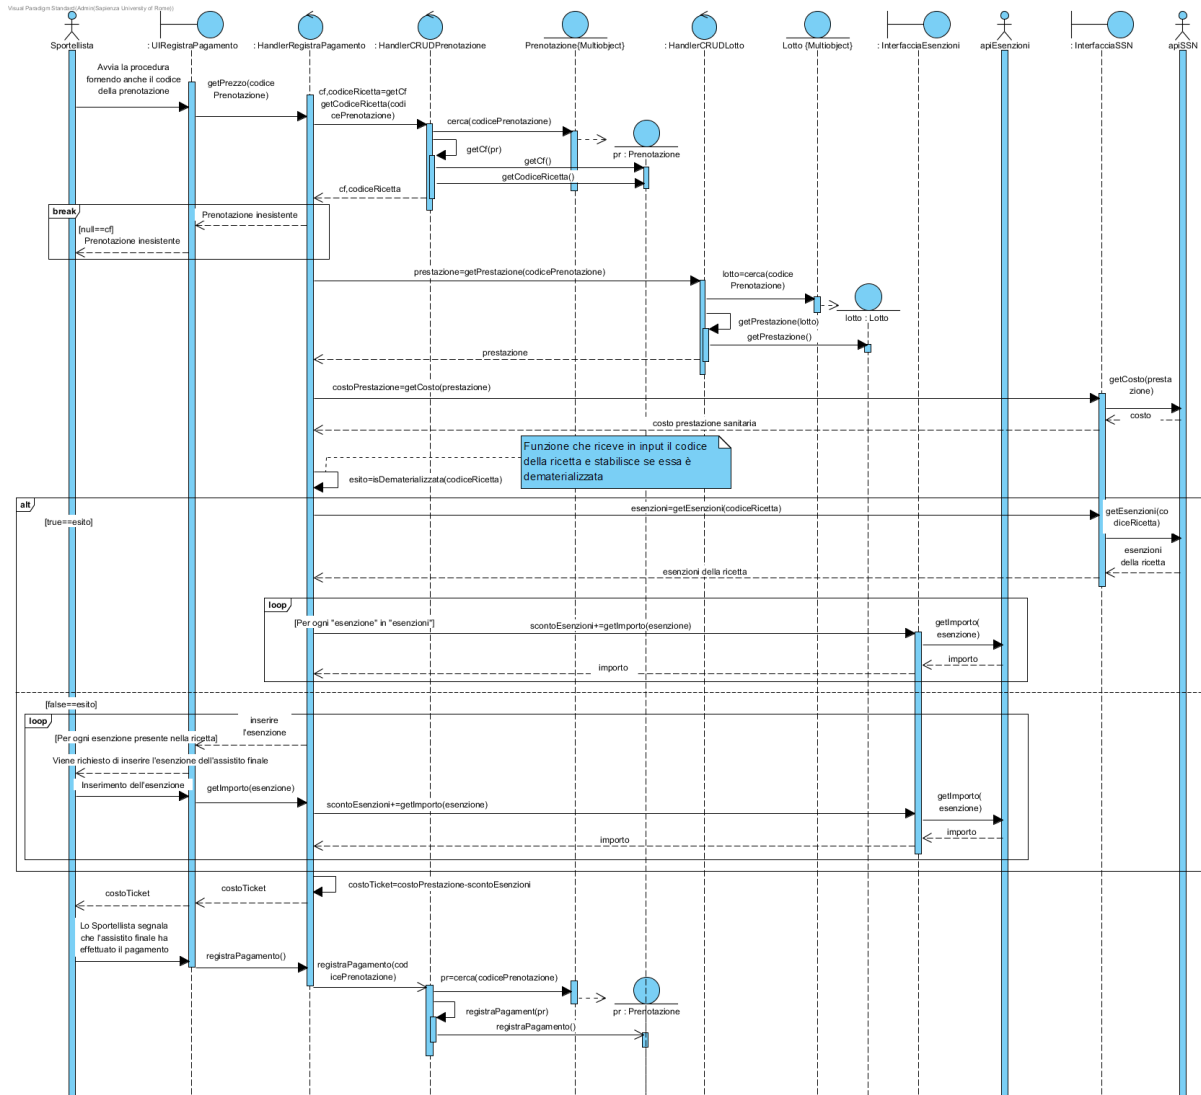 Visual Paradigm Standard(Admin(Sapienza University of Rome))
Sportellista
: UIRegistraPagamento
: HandlerRegistraPagamento
: HandlerCRUDPrenotazione
Prenotazione{Multiobject}
: HandlerCRUDLotto
Lotto {Multiobject}
: InterfacciaEsenzioni
apiEsenzioni
: InterfacciaSSN
apiSSN
Avvia la procedura
fornendo anche il codice
della prenotazione
getPrezzo(codice
Prenotazione)
cf,codiceRicetta=getCf
getCodiceRicetta(codi
cePrenotazione)
cerca(codicePrenotazione)
pr : Prenotazione
getCf(pr)
getCf()
getCodiceRicetta()
cf,codiceRicetta
break
[null==cf]
Prenotazione inesistente
Prenotazione inesistente
prestazione=getPrestazione(codicePrenotazione)
lotto=cerca(codice
Prenotazione)
lotto : Lotto
getPrestazione(lotto)
getPrestazione()
prestazione
costoPrestazione=getCosto(prestazione)
getCosto(presta
zione)
costo
costo prestazione sanitaria
Funzione che riceve in input il codice
della ricetta e stabilisce se essa è
dematerializzata
esito=isDematerializzata(codiceRicetta)
alt
[true==esito]
esenzioni=getEsenzioni(codiceRicetta)
getEsenzioni(co
diceRicetta)
esenzioni
della ricetta
esenzioni della ricetta
loop
[Per ogni "esenzione" in "esenzioni"]
scontoEsenzioni+=getImporto(esenzione)
getImporto(
esenzione)
importo
importo
[false==esito]
loop
[Per ogni esenzione presente nella ricetta]
inserire
l'esenzione
Viene richiesto di inserire l'esenzione dell'assistito finale
Inserimento dell'esenzione
getImporto(esenzione)
scontoEsenzioni+=getImporto(esenzione)
getImporto(
esenzione)
importo
importo
costoTicket=costoPrestazione-scontoEsenzioni
costoTicket
costoTicket
Lo Sportellista segnala
che l'assistito finale ha
effettuato il pagamento
registraPagamento()
registraPagamento(cod
icePrenotazione)
pr=cerca(codicePrenotazione)
pr : Prenotazione
registraPagament(pr)
registraPagamento()